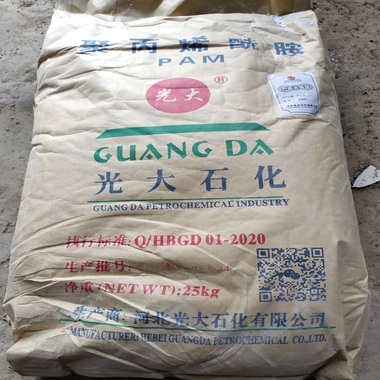 聚丙烯酰胺
PAM
光大®
GUANG DA
光大石化
GUANG DA PETROCHEMICAL INDUSTRY
执行标准: Q/HBGD 01-2020
生产批号:
净重(NET WT):25kg
生产商: 河北光大石化有限公司
MANUFACTURER: HEBEI GUANGDA PETROCHEMICAL CO.,LTD.